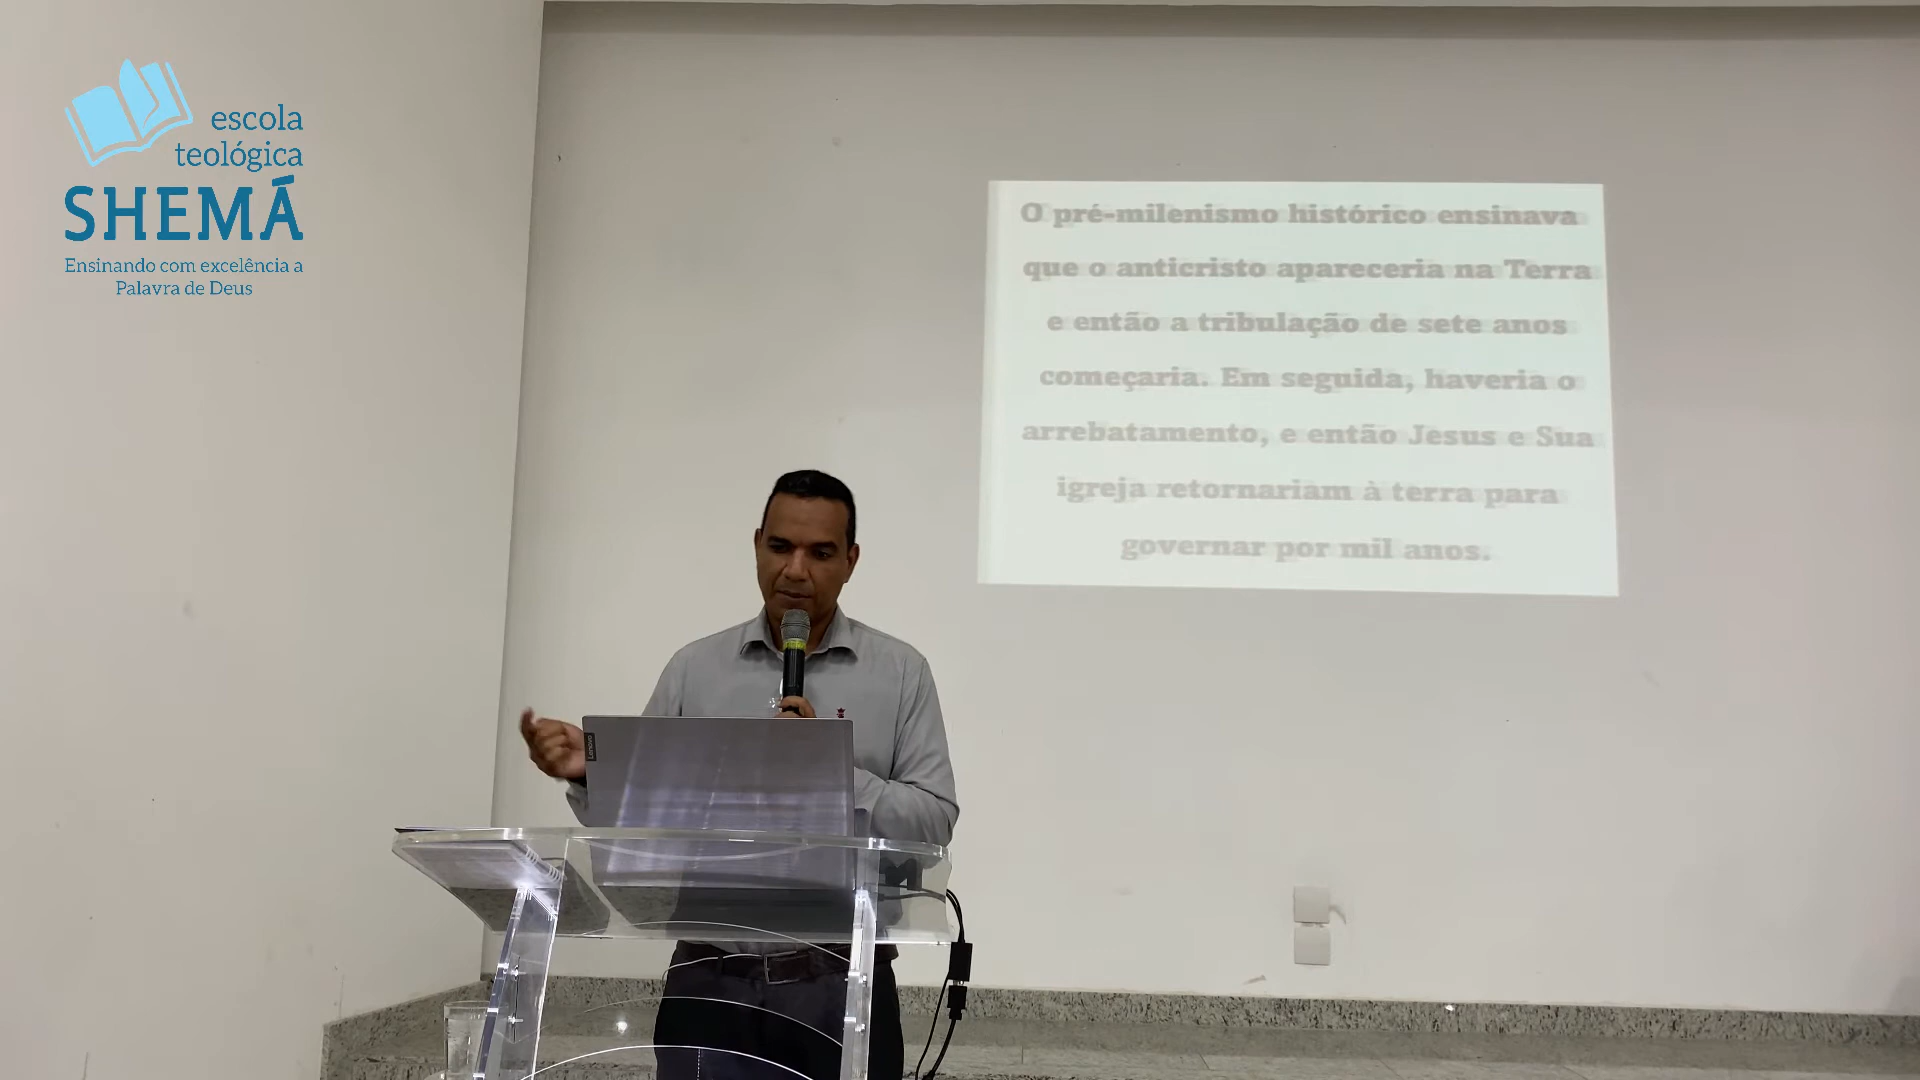 escola
teológica
SHEMÁ
Ensinando com excelência a
Palavra de Deus
O pré-milenismo histórico ensinava
que o anticristo apareceria na Terra
e então a tribulação de sete anos
começaria. Em seguida, haveria o
arrebatamento, e então Jesus e Sua
igreja retornariam à terra para
governar por mil anos.
Lenovo